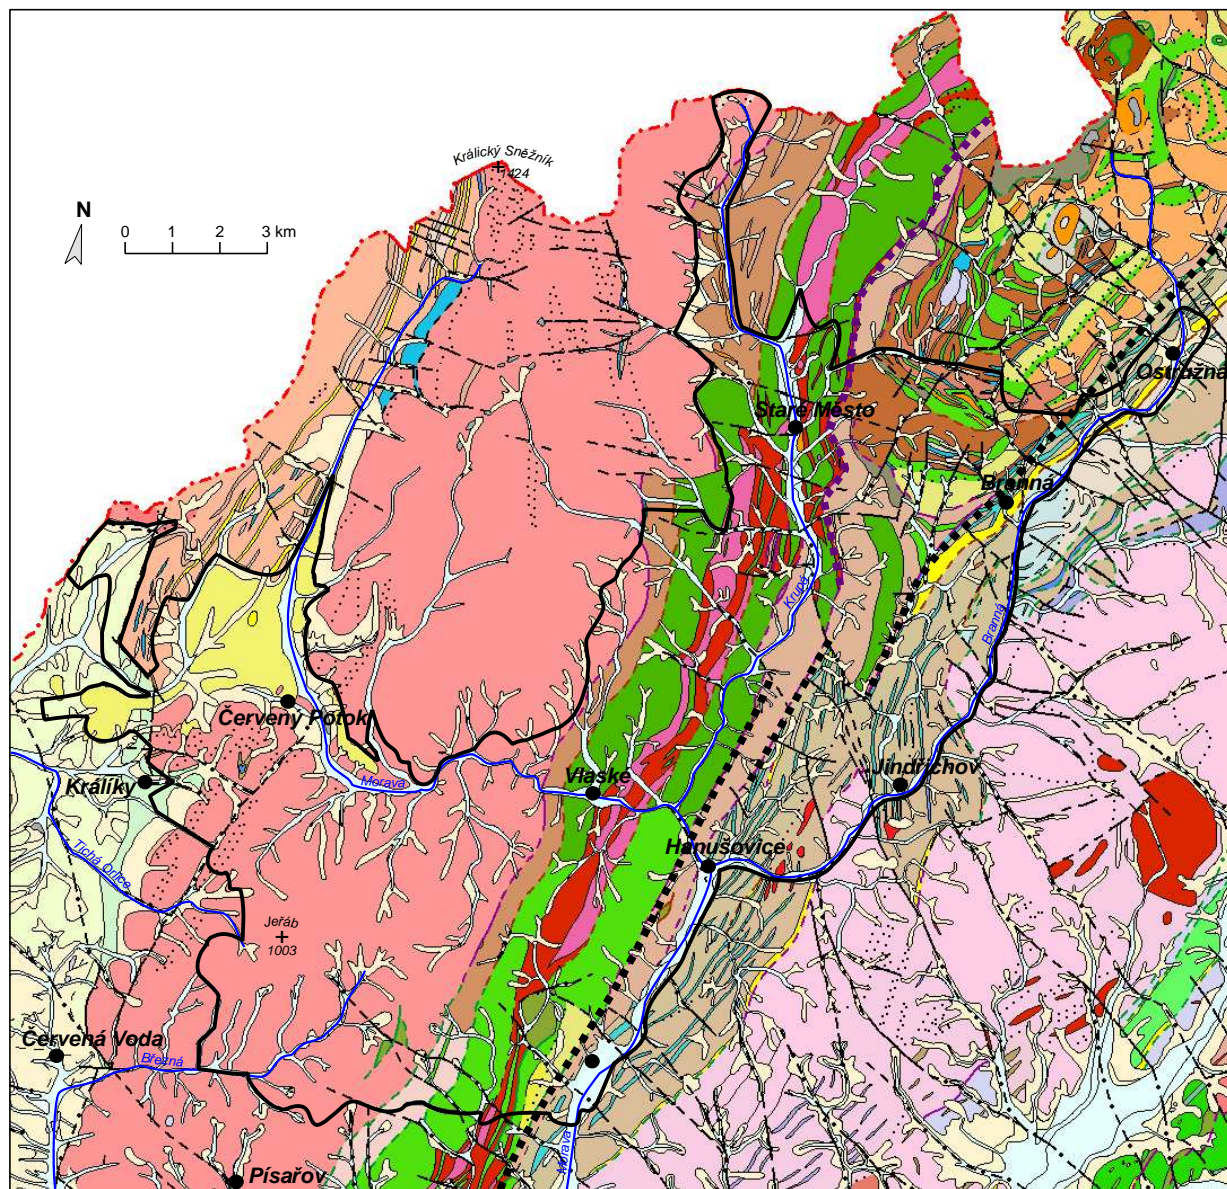 Králický Sněžník
1424
N
0 1 2 3 km
Ostružná
Staré Město
Branná
Krupá
Branná
Červený Potok
Králíky
Morava
Vlaské
Jindřichov
Tichá Orlice
Hanušovice
Jeřáb
1003
Červená Voda
Březná
Morava
Písařov